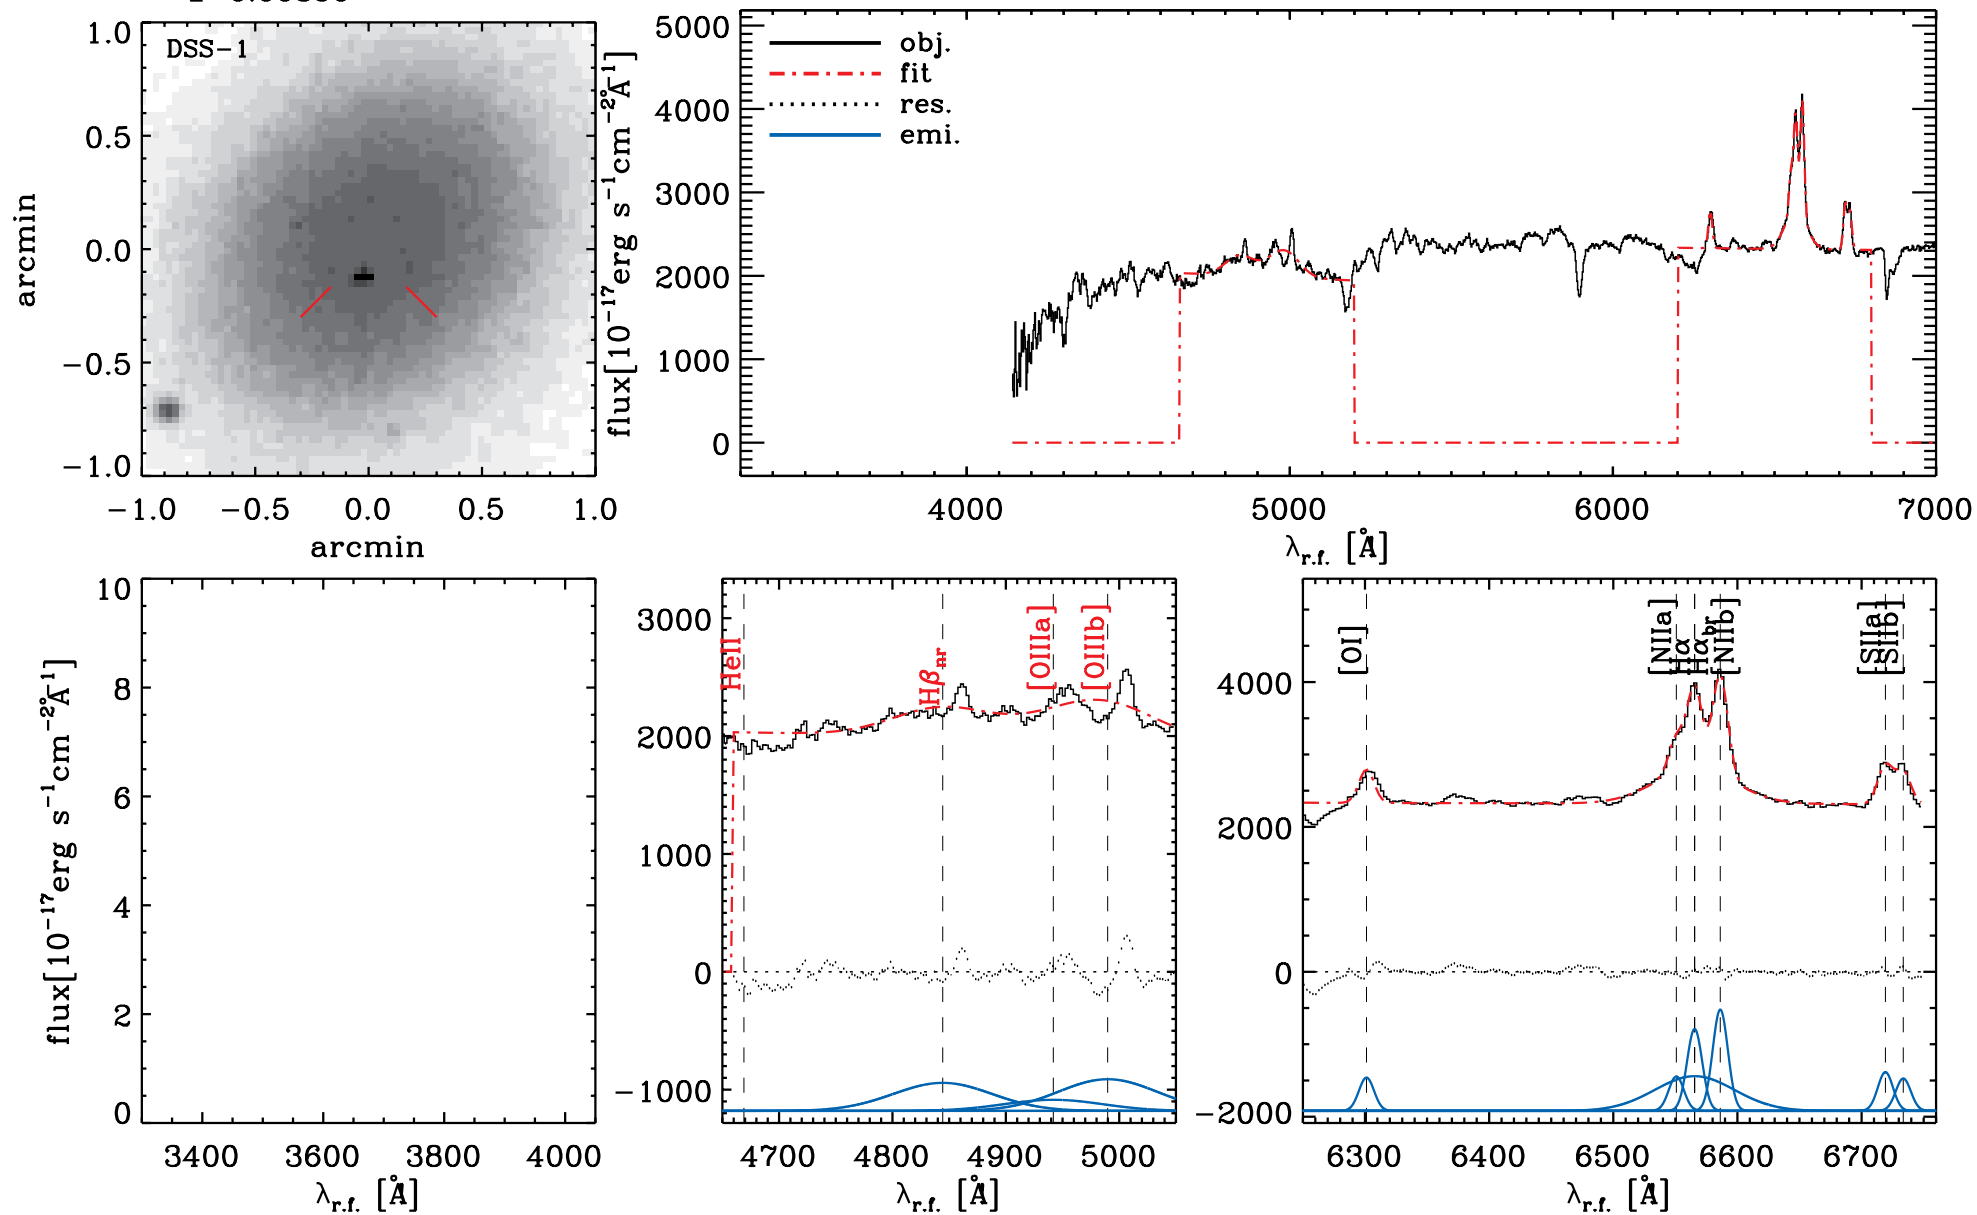 DSS-1
1.0
0.5
0.0
-0.5
-1.0
arcmin
-1.0 -0.5 0.0 0.5 1.0
arcmin
5000
4000
3000
2000
1000
0
flux[10⁻¹⁷erg s⁻¹cm⁻²Å⁻¹]
obj.
fit
res.
emi.
4000 5000 6000 7000
λr.f. [Å]
10
8
6
4
2
0
flux[10⁻¹⁷erg s⁻¹cm⁻²Å⁻¹]
3400 3600 3800 4000
λr.f. [Å]
3000
2000
1000
0
-1000
HeII
Hβnr
[OIIIa]
[OIIIb]
4700 4800 4900 5000
λr.f. [Å]
4000
2000
0
-2000
[OI]
[NIIa]
Hα
Hαbr
[NIIb]
[SIIa]
[SIIb]
6300 6400 6500 6600 6700
λr.f. [Å]